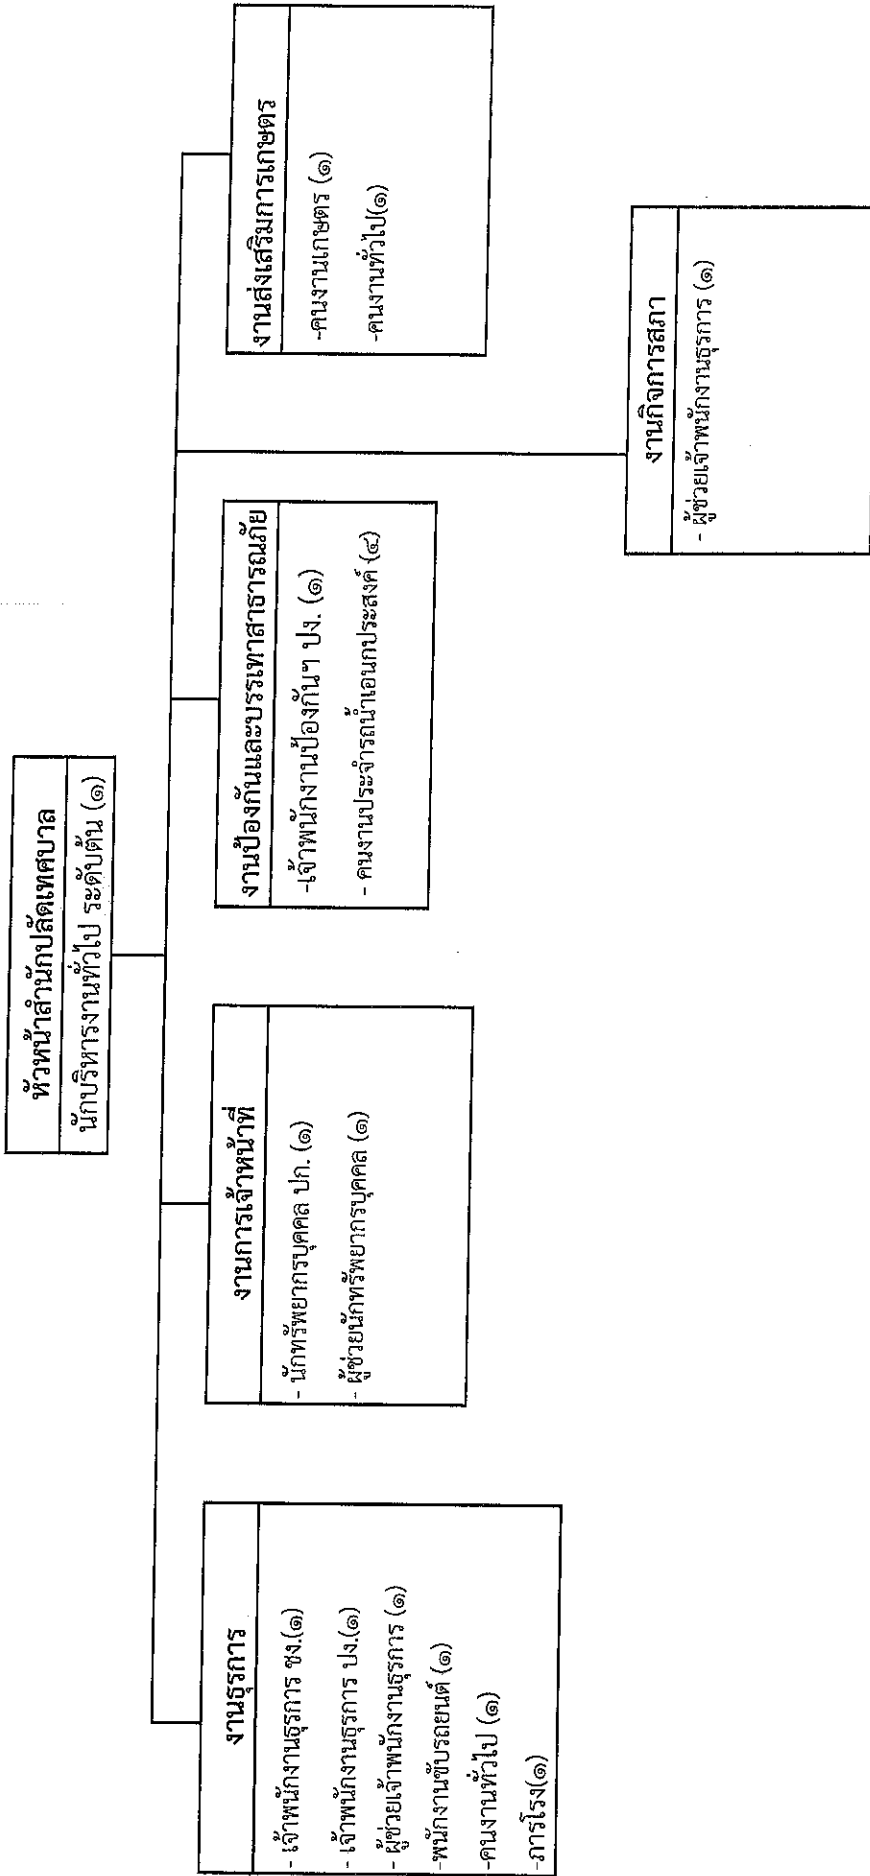 หัวหน้าสำนักปลัดเทศบาล
นักบริหารงานทั่วไป ระดับต้น (๑)
งานธุรการ
- เจ้าพนักงานธุรการ ชง.(๑)
- เจ้าพนักงานธุรการ ปง.(๑)
- ผู้ช่วยเจ้าพนักงานธุรการ (๑)
-พนักงานขับรถยนต์ (๑)
-คนงานทั่วไป (๑)
-ภารโรง(๑)
งานการเจ้าหน้าที่
- นักทรัพยากรบุคคล ปก. (๑)
- ผู้ช่วยนักทรัพยากรบุคคล (๑)
งานป้องกันและบรรเทาสาธารณภัย
-เจ้าพนักงานป้องกันฯ ปง. (๑)
- คนงานประจำรถน้ำเอนกประสงค์ (๔)
งานส่งเสริมการเกษตร
-คนงานเกษตร (๑)
-คนงานทั่วไป(๑)
งานกิจการสภา
- ผู้ช่วยเจ้าพนักงานธุรการ (๑)